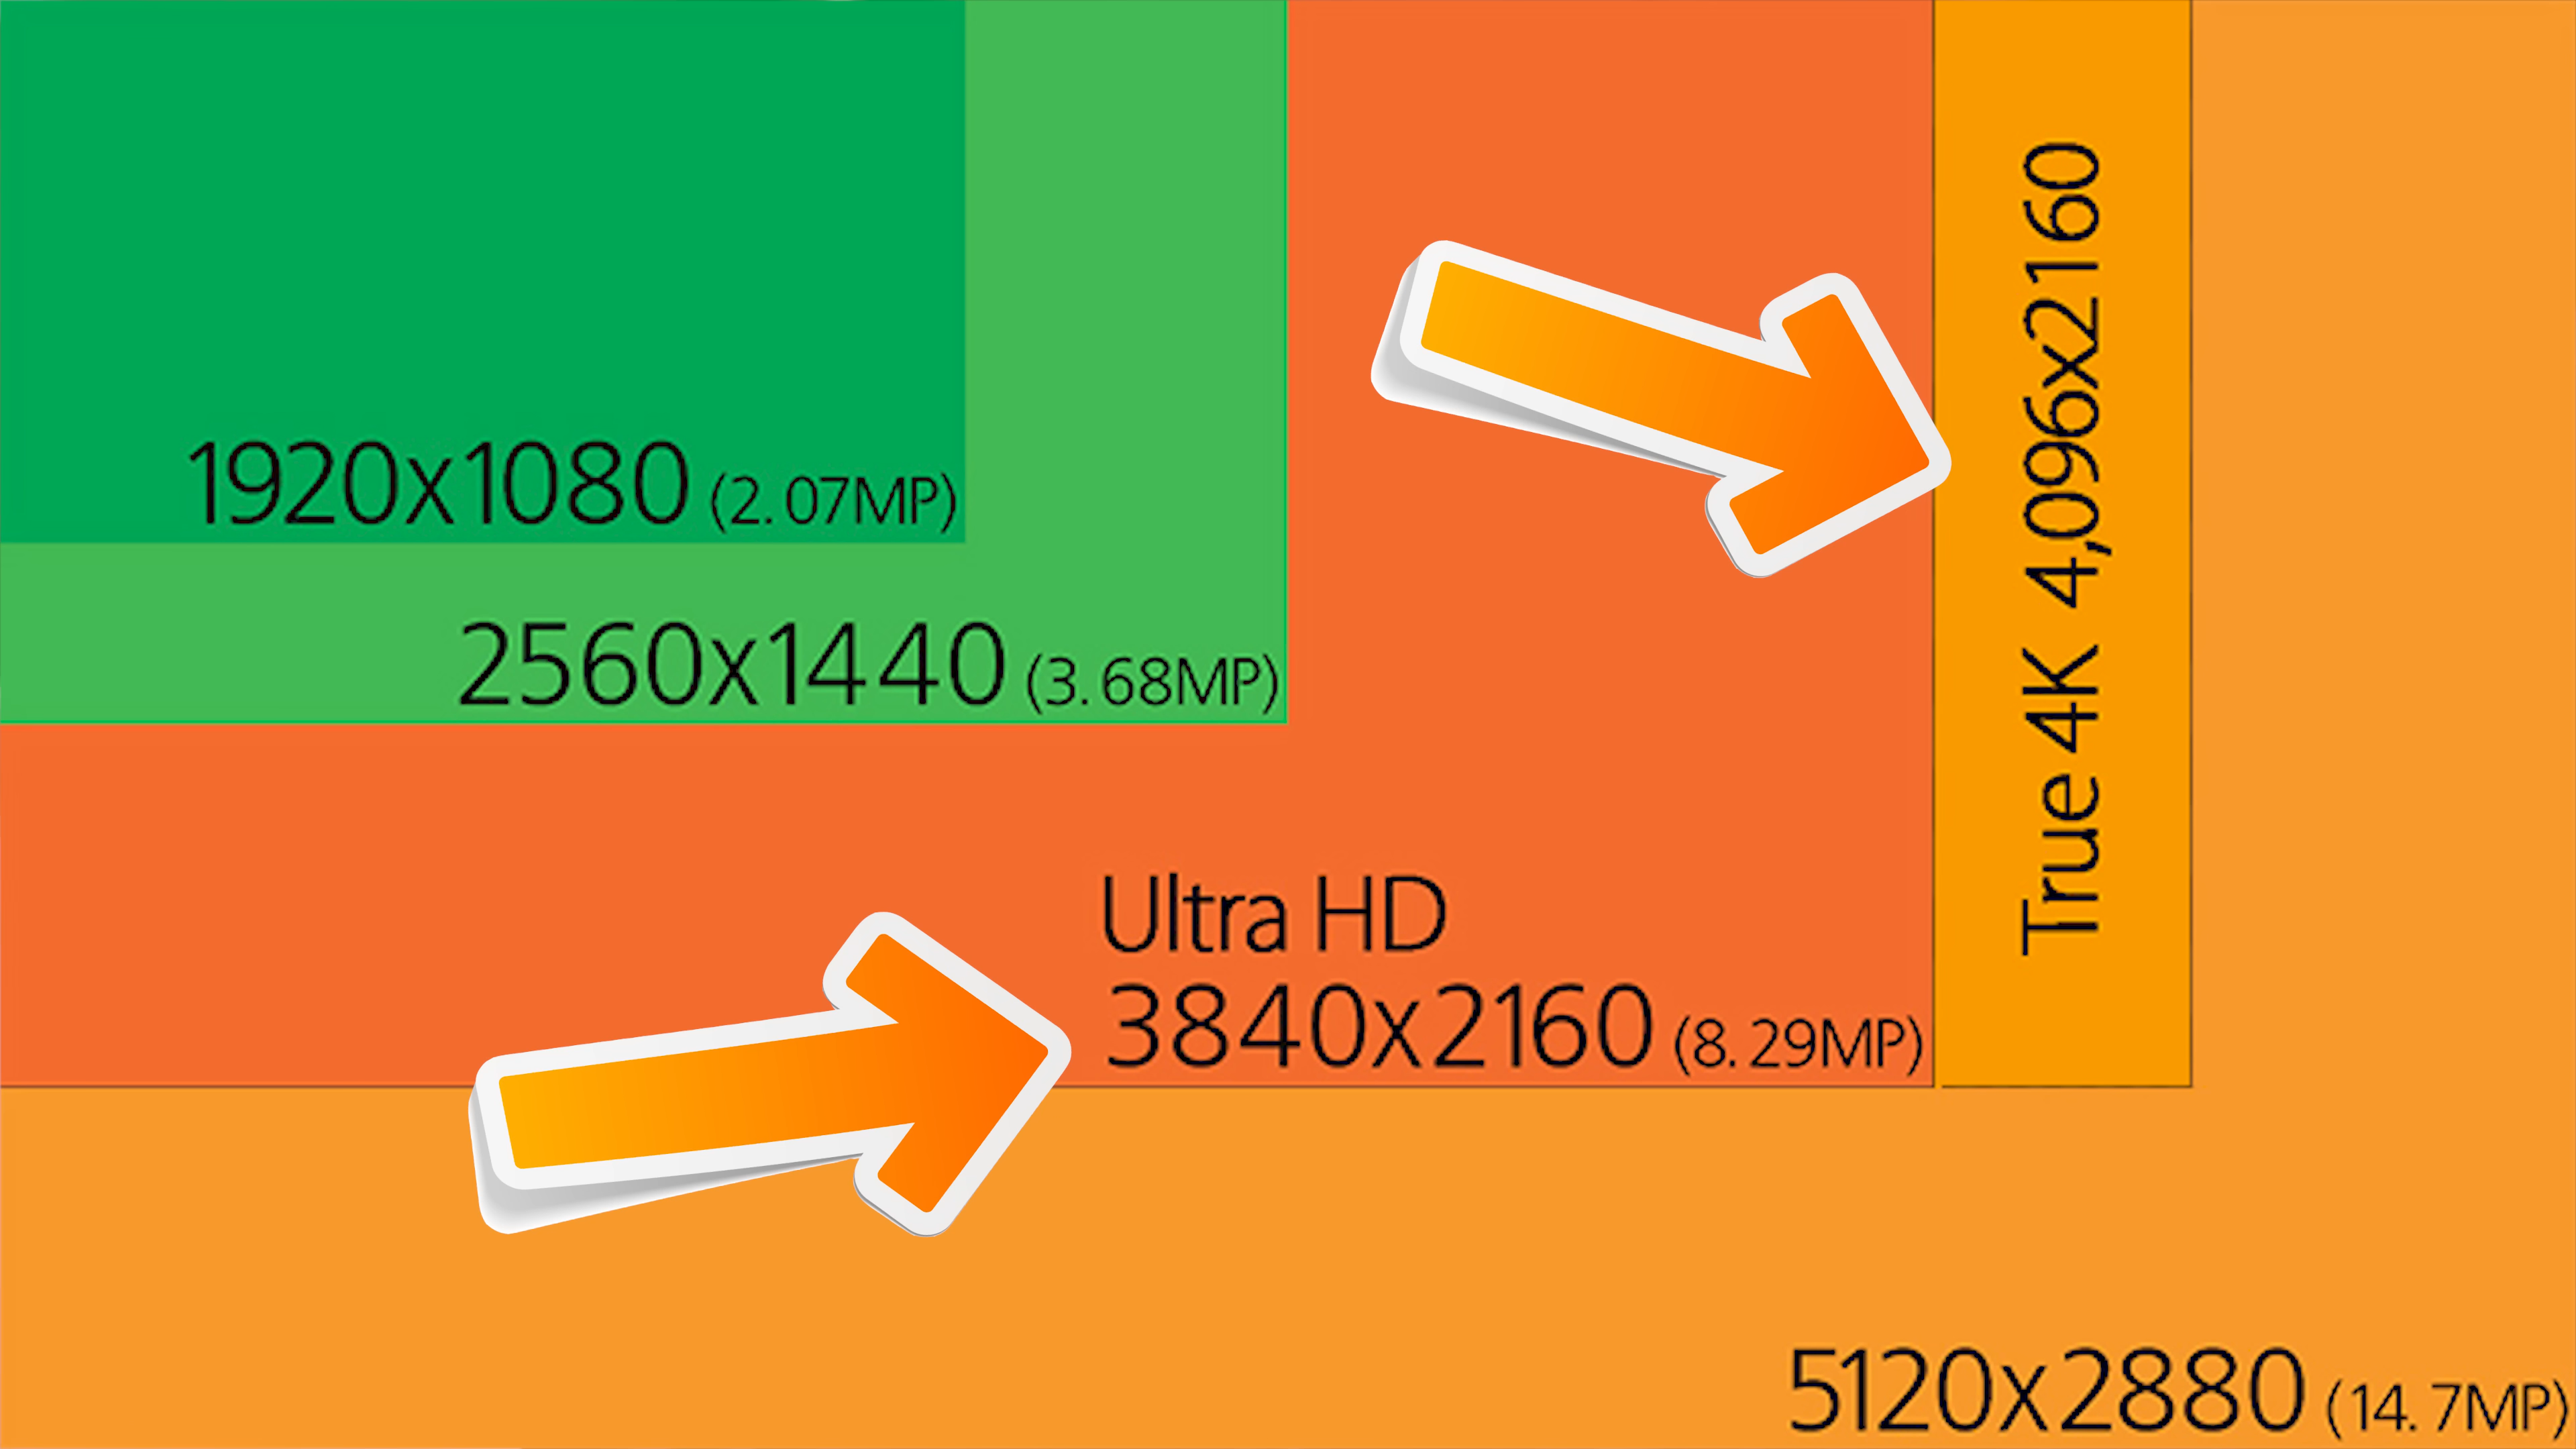 1920x1080 (2.07MP)
2560x1440 (3.68MP)
Ultra HD
3840x2160 (8.29MP)
True 4K 4,096x2160
5120x2880 (14.7MP)